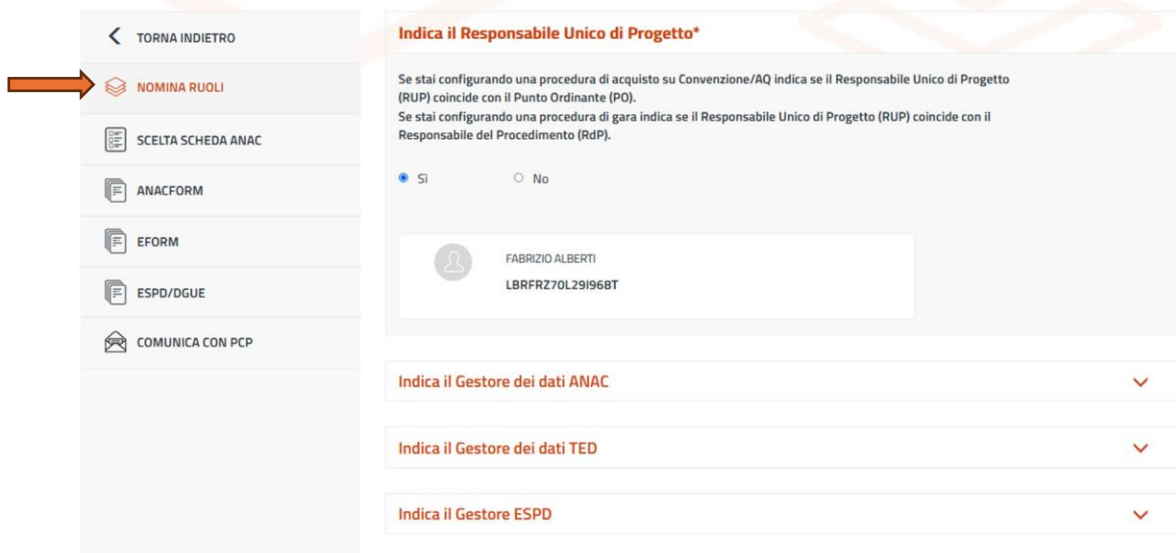 TORNA INDIETRO
NOMINA RUOLI
SCELTA SCHEDA ANAC
ANACFORM
EFORM
ESPD/DGUE
COMUNICA CON PCP
Indica il Responsabile Unico di Progetto*
Se stai configurando una procedura di acquisto su Convenzione/AQ indica se il Responsabile Unico di Progetto
(RUP) coincide con il Punto Ordinante (PO).
Se stai configurando una procedura di gara indica se il Responsabile Unico di Progetto (RUP) coincide con il
Responsabile del Procedimento (RdP).
Sì No
FABRIZIO ALBERTI
LBRFRZ70L29I968T
Indica il Gestore dei dati ANAC
Indica il Gestore dei dati TED
Indica il Gestore ESPD